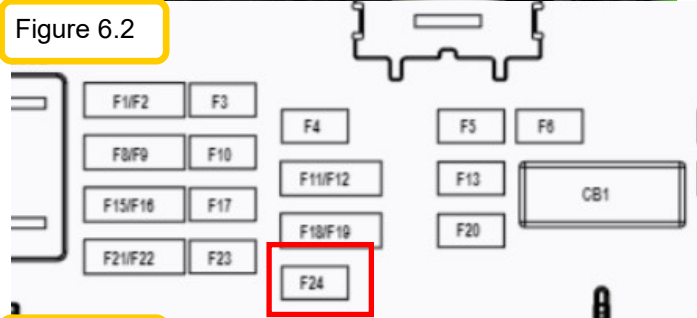 Figure 6.2
F1/F2 F3
F4 F5 F6
F8/F9 F10
F11/F12 F13 CB1
F15/F16 F17
F18/F19 F20
F21/F22 F23
F24